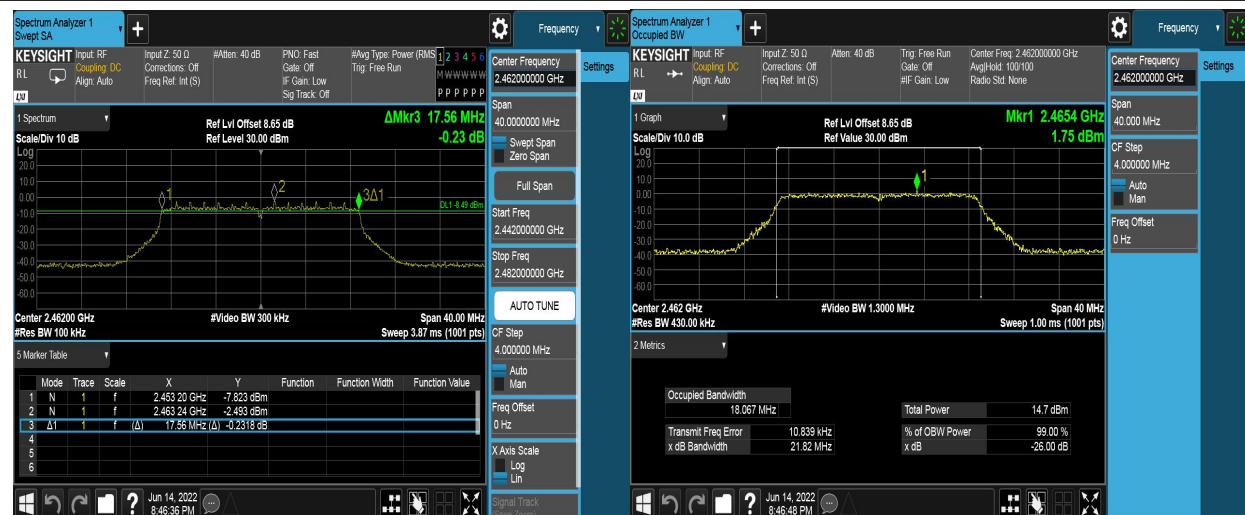 Spectrum Analyzer 1
Swept SA
Frequency
Settings
KEYSIGHT
RL
LXI
Input: RF
Coupling: DC
Align: Auto
Input Z: 50 Ω
Corrections: Off
Freq Ref: Int (S)
#Atten: 40 dB
PNO: Fast
Gate: Off
IF Gain: Low
Sig Track: Off
#Avg Type: Power (RMS
Trig: Free Run
1 2 3 4 5 6
M W W W W W
P P P P P P
1 Spectrum
Scale/Div 10 dB
Ref Lvl Offset 8.65 dB
Ref Level 30.00 dBm
ΔMkr3 17.56 MHz
-0.23 dB
Log
20.0
10.0
0.00
-10.0
-20.0
-30.0
-40.0
-50.0
-60.0
1
2
3Δ1
DL1 -8.49 dBm
Center 2.46200 GHz
#Video BW 300 kHz
Span 40.00 MHz
#Res BW 100 kHz
Sweep 3.87 ms (1001 pts)
5 Marker Table
Mode Trace Scale X Y Function Function Width Function Value
1 N 1 f 2.453 20 GHz -7.823 dBm
2 N 1 f 2.463 24 GHz -2.493 dBm
3 Δ1 1 f (Δ) 17.56 MHz (Δ) -0.2318 dB
4
5
6
Jun 14, 2022
8:46:36 PM
Center Frequency
2.462000000 GHz
Span
40.0000000 MHz
Swept Span
Zero Span
Full Span
Start Freq
2.442000000 GHz
Stop Freq
2.482000000 GHz
AUTO TUNE
CF Step
4.000000 MHz
Auto
Man
Freq Offset
0 Hz
X Axis Scale
Log
Lin
Signal Track
(Span Zoom)
Spectrum Analyzer 1
Occupied BW
Frequency
Settings
KEYSIGHT
RL
LXI
Input: RF
Coupling: DC
Align: Auto
Input Z: 50 Ω
Corrections: Off
Freq Ref: Int (S)
Atten: 40 dB
Trig: Free Run
Gate: Off
#IF Gain: Low
Center Freq: 2.462000000 GHz
Avg|Hold: 100/100
Radio Std: None
1 Graph
Scale/Div 10.0 dB
Ref Lvl Offset 8.65 dB
Ref Value 30.00 dBm
Mkr1 2.4654 GHz
1.75 dBm
Log
20.0
10.0
0.00
-10.0
-20.0
-30.0
-40.0
-50.0
-60.0
1
Center 2.462 GHz
#Video BW 1.3000 MHz
Span 40 MHz
#Res BW 430.00 kHz
Sweep 1.00 ms (1001 pts)
2 Metrics
Occupied Bandwidth
18.067 MHz
Total Power 14.7 dBm
Transmit Freq Error 10.839 kHz
% of OBW Power 99.00 %
x dB Bandwidth 21.82 MHz
x dB -26.00 dB
Jun 14, 2022
8:46:48 PM
Center Frequency
2.462000000 GHz
Span
40.000 MHz
CF Step
4.000000 MHz
Auto
Man
Freq Offset
0 Hz